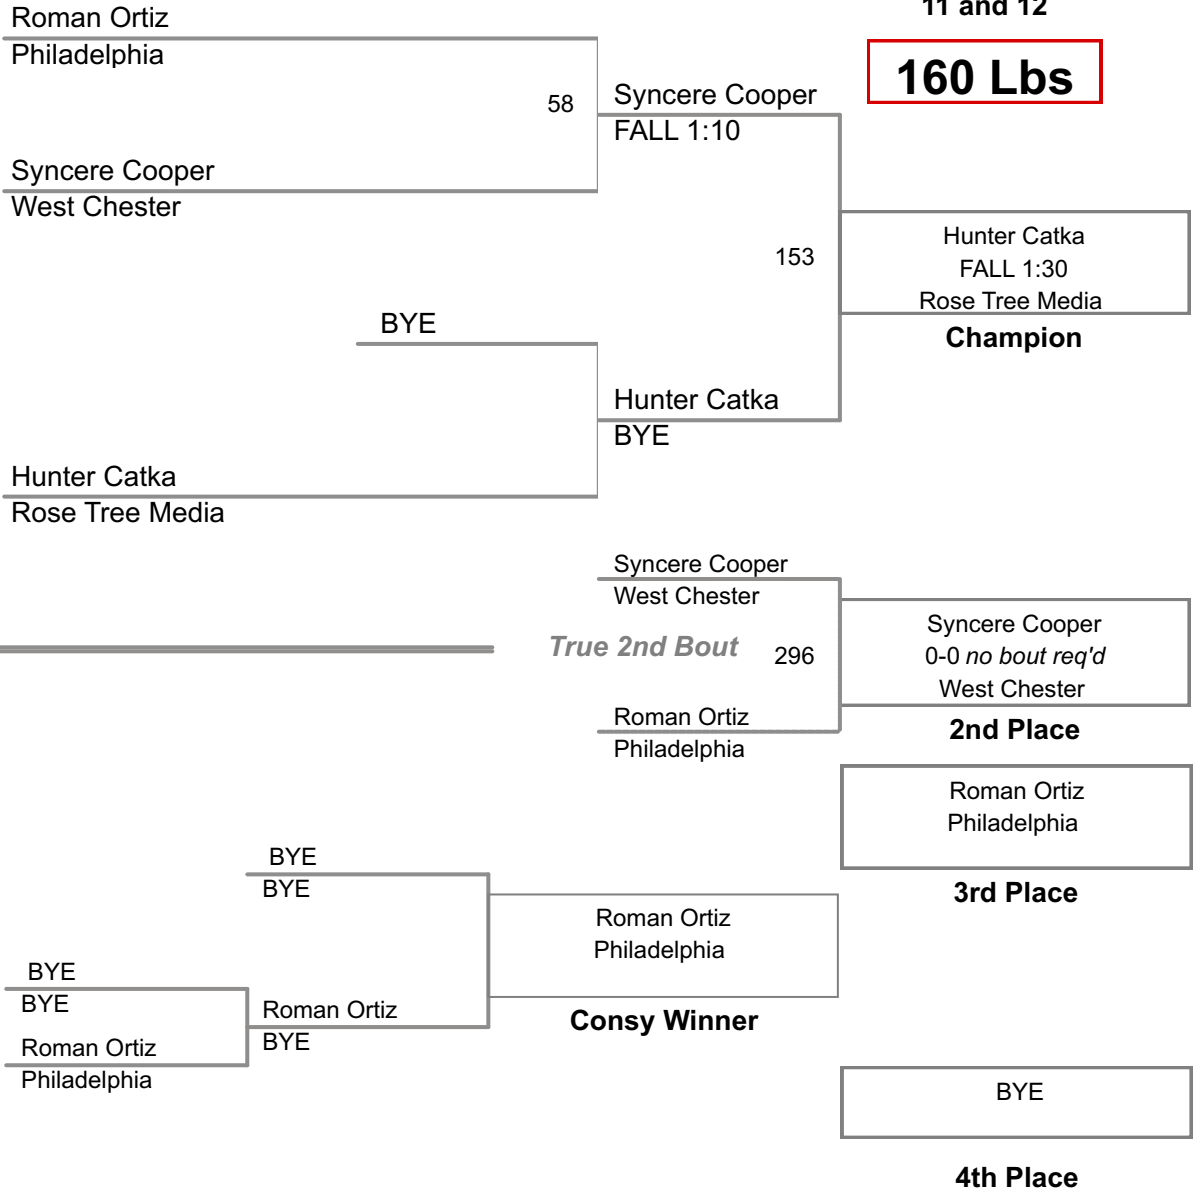 11 and 12
160 Lbs
Roman Ortiz
Philadelphia
58
Syncere Cooper
FALL 1:10
Syncere Cooper
West Chester
153
Hunter Catka
FALL 1:30
Rose Tree Media
Champion
BYE
Hunter Catka
BYE
Hunter Catka
Rose Tree Media
Syncere Cooper
West Chester
True 2nd Bout
296
Syncere Cooper
0-0 no bout req'd
West Chester
2nd Place
Roman Ortiz
Philadelphia
Roman Ortiz
Philadelphia
3rd Place
BYE
BYE
Roman Ortiz
Philadelphia
Consy Winner
BYE
BYE
Roman Ortiz
BYE
Roman Ortiz
Philadelphia
BYE
4th Place